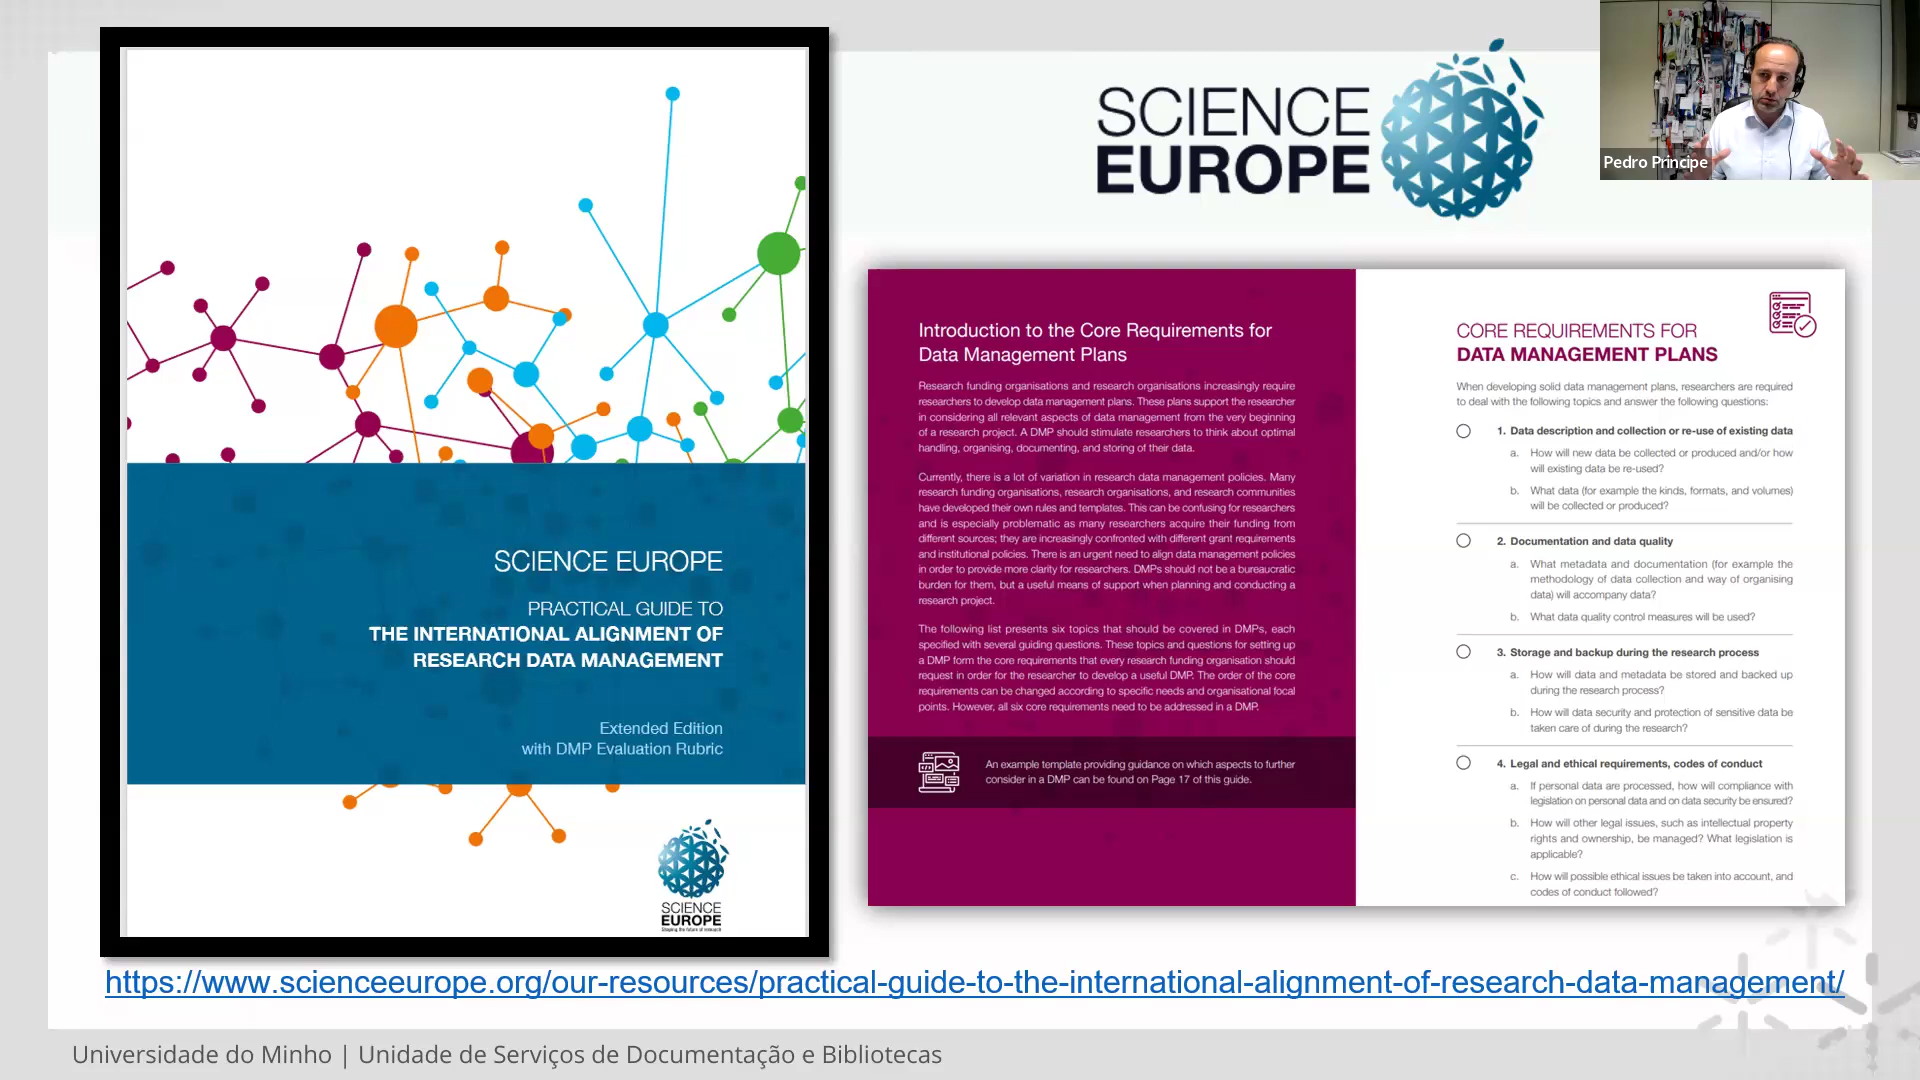 SCIENCE EUROPE
PRACTICAL GUIDE TO
THE INTERNATIONAL ALIGNMENT OF
RESEARCH DATA MANAGEMENT
Extended Edition
with DMP Evaluation Rubric
SCIENCE
EUROPE
Shaping the future of research
SCIENCE
EUROPE
Pedro Príncipe
Introduction to the Core Requirements for
Data Management Plans
Research funding organisations and research organisations increasingly require
researchers to develop data management plans. These plans support the researcher
in considering all relevant aspects of data management from the very beginning
of a research project. A DMP should stimulate researchers to think about optimal
handling, organising, documenting, and storing of their data.
Currently, there is a lot of variation in research data management policies. Many
research funding organisations, research organisations, and research communities
have developed their own rules and templates. This can be confusing for researchers
and is especially problematic as many researchers acquire their funding from
different sources; they are increasingly confronted with different grant requirements
and institutional policies. There is an urgent need to align data management policies
in order to provide more clarity for researchers. DMPs should not be a bureaucratic
burden for them, but a useful means of support when planning and conducting a
research project.
The following list presents six topics that should be covered in DMPs, each
specified with several guiding questions. These topics and questions for setting up
a DMP form the core requirements that every research funding organisation should
request in order for the researcher to develop a useful DMP. The order of the core
requirements can be changed according to specific needs and organisational focal
points. However, all six core requirements need to be addressed in a DMP.
An example template providing guidance on which aspects to further
consider in a DMP can be found on Page 17 of this guide.
CORE REQUIREMENTS FOR
DATA MANAGEMENT PLANS
When developing solid data management plans, researchers are required
to deal with the following topics and answer the following questions:
1. Data description and collection or re-use of existing data
a. How will new data be collected or produced and/or how
will existing data be re-used?
b. What data (for example the kinds, formats, and volumes)
will be collected or produced?
2. Documentation and data quality
a. What metadata and documentation (for example the
methodology of data collection and way of organising
data) will accompany data?
b. What data quality control measures will be used?
3. Storage and backup during the research process
a. How will data and metadata be stored and backed up
during the research process?
b. How will data security and protection of sensitive data be
taken care of during the research?
4. Legal and ethical requirements, codes of conduct
a. If personal data are processed, how will compliance with
legislation on personal data and on data security be ensured?
b. How will other legal issues, such as intellectual property
rights and ownership, be managed? What legislation is
applicable?
c. How will possible ethical issues be taken into account, and
codes of conduct followed?
https://www.scienceeurope.org/our-resources/practical-guide-to-the-international-alignment-of-research-data-management/
Universidade do Minho | Unidade de Serviços de Documentação e Bibliotecas